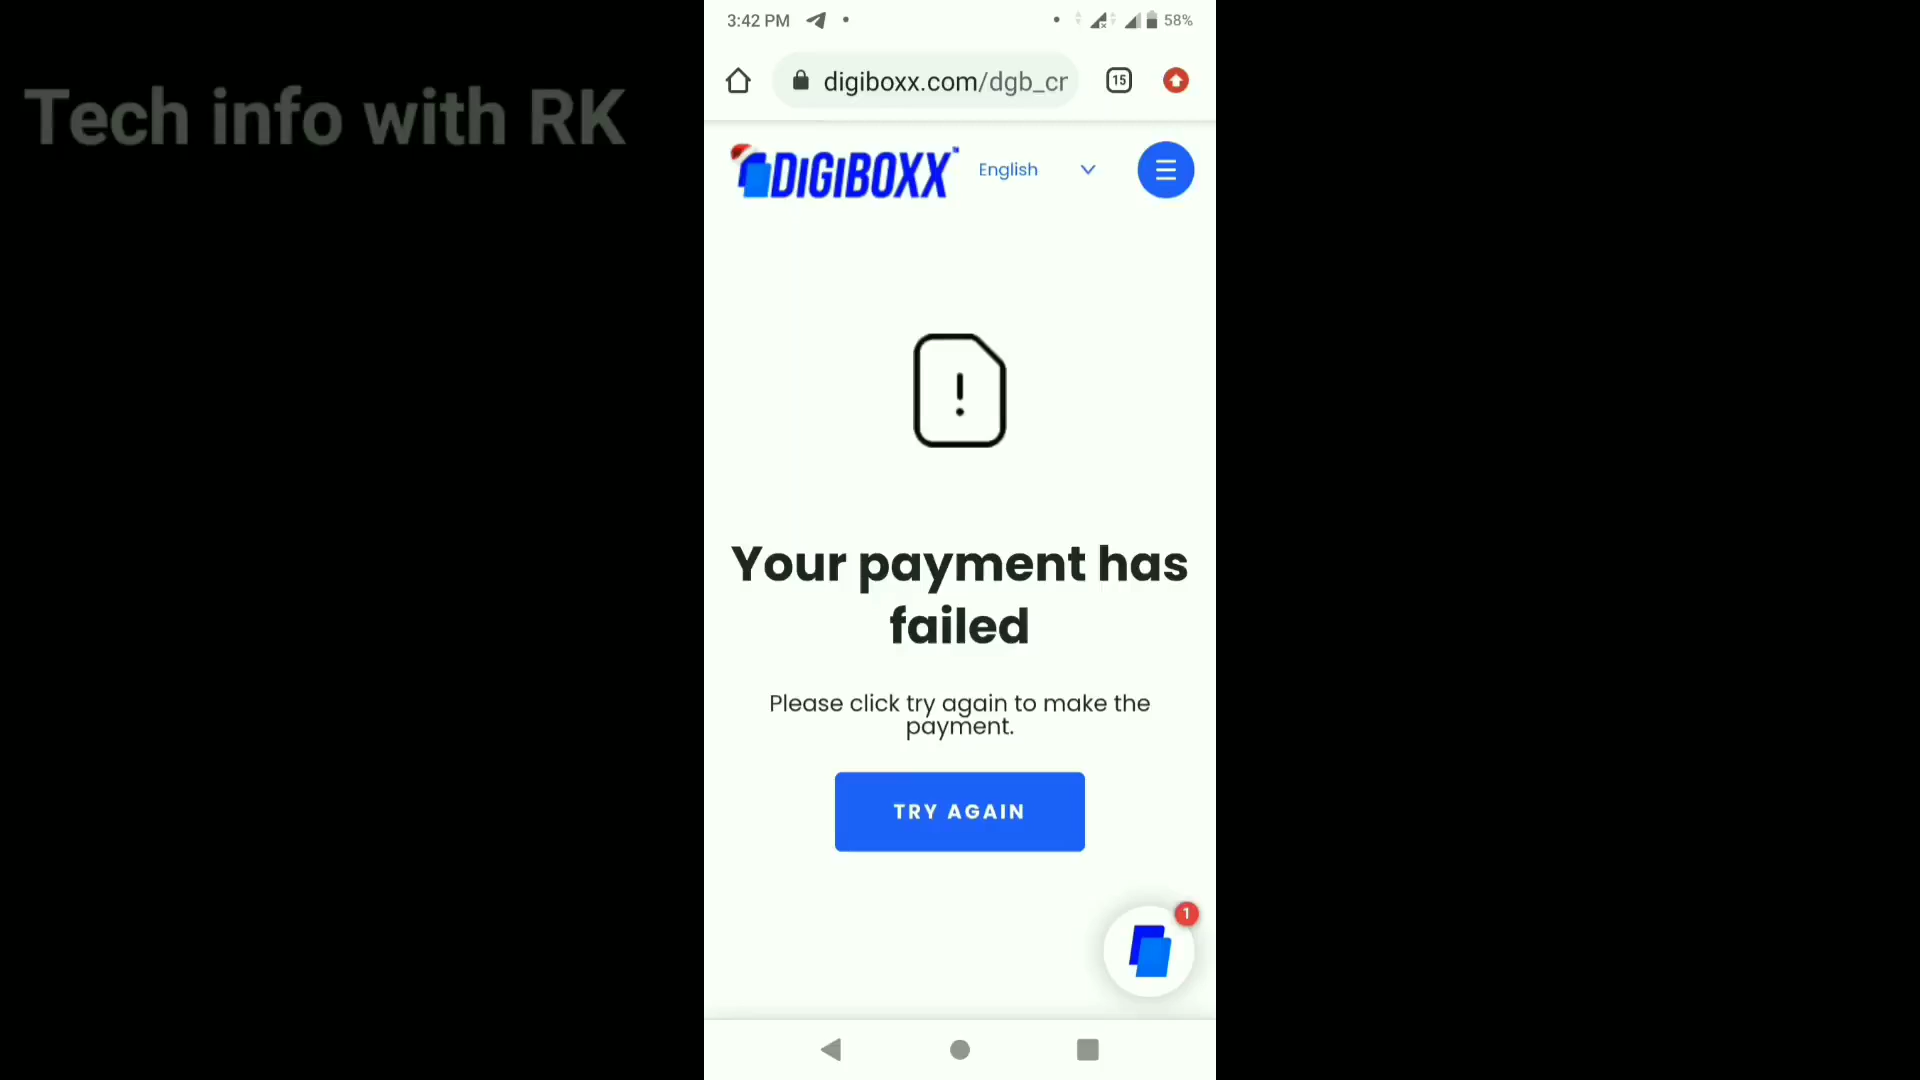 3:42 PM
58%
Tech info with RK
digiboxx.com/dgb_cr
15
DIGIBOXX™
English
!
Your payment has
failed
Please click try again to make the
payment.
TRY AGAIN
1